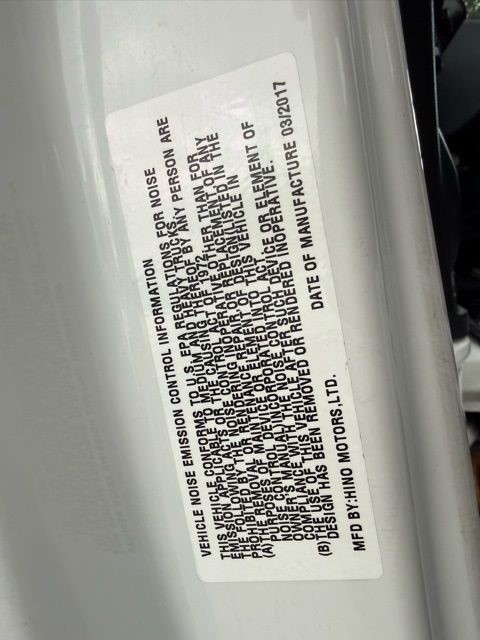 VEHICLE NOISE EMISSION CONTROL INFORMATION
THIS VEHICLE CONFORMS TO U.S. EPA REGULATIONS FOR NOISE
EMISSION APPLICABLE TO MEDIUM AND HEAVY TRUCKS.
THE FOLLOWING ACTS OR THE CAUSING THEREOF BY ANY PERSON ARE
PROHIBITED BY THE NOISE CONTROL ACT OF 1972:
(A) THE REMOVAL OR RENDERING INOPERATIVE, OTHER THAN FOR
PURPOSES OF MAINTENANCE, REPAIR OR REPLACEMENT, OF ANY
NOISE CONTROL DEVICE OR ELEMENT OF DESIGN (LISTED IN THE
OWNER'S MANUAL) INCORPORATED INTO THIS VEHICLE IN
COMPLIANCE WITH THE NOISE CONTROL ACT.
(B) THE USE OF THIS VEHICLE AFTER SUCH DEVICE OR ELEMENT OF
DESIGN HAS BEEN REMOVED OR RENDERED INOPERATIVE.
MFD BY:HINO MOTORS,LTD. DATE OF MANUFACTURE 03/2017